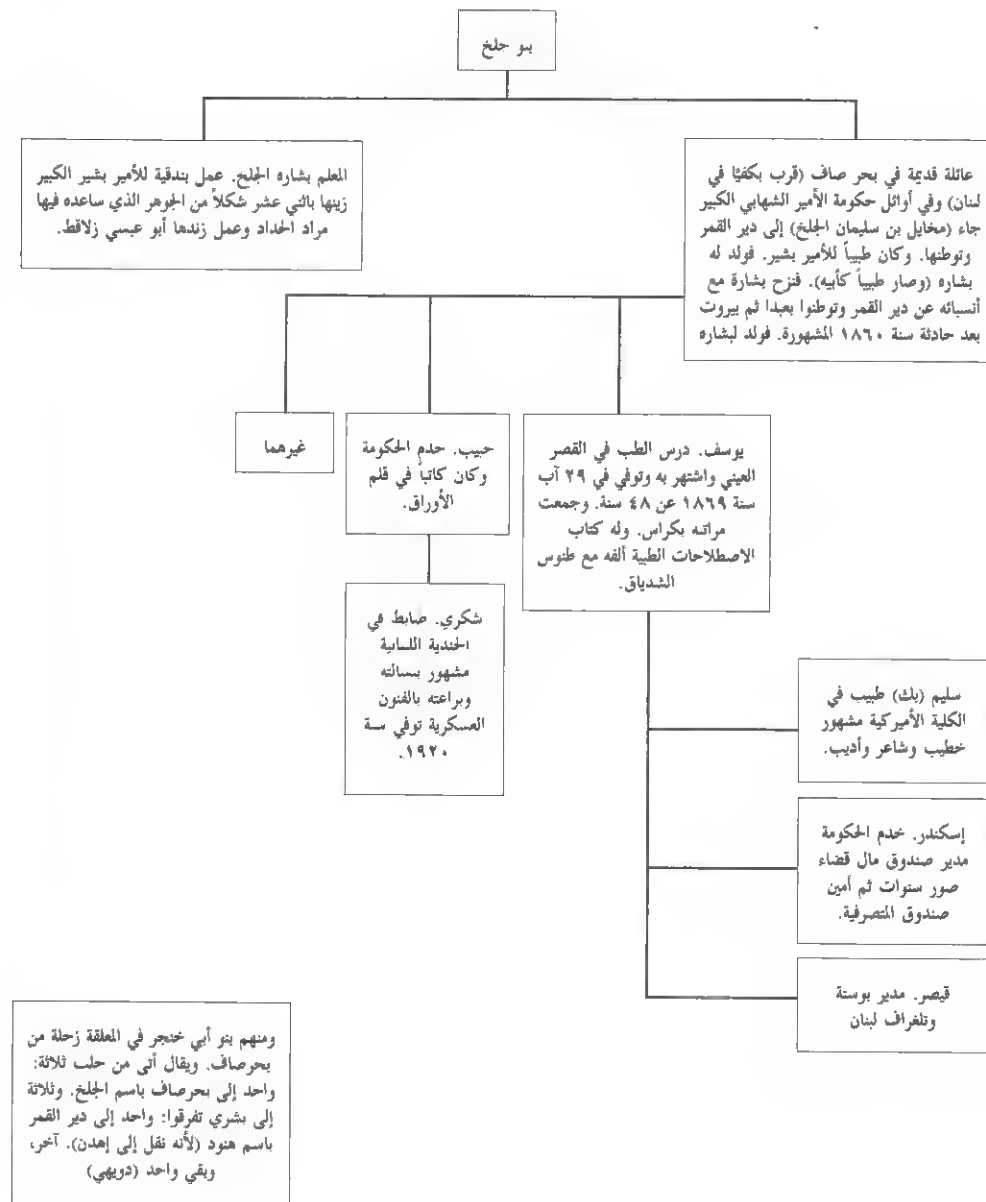 بنو جلخ
عائلة قديمة في بحر صاف (قرب بكفيّا في
لبنان) وفي أوائل حكومة الأمير الشهابي الكبير
جاء (مخايل بن سليمان الجلخ) إلى دير القمر
وتوطنها. وكان طبيباً للأمير بشير. فولد له
بشاره (وصار طبيباً كأبيه). فنزح بشارة مع
أنسبائه عن دير القمر وتوطنوا بعبدا ثم بيروت
بعد حادثة سنة ١٨٦٠ المشهورة. فولد لبشاره
المعلم بشاره الجلخ. عمل بندقية للأمير بشير الكبير
زينها باثني عشر شكلاً من الجوهر الذي ساعده فيها
مراد الحداد وعمل زندها أبو عبسي زلاقط.
يوسف. درس الطب في القصر
العيني واشتهر به وتوفي في ٢٩ آب
سنة ١٨٦٩ عن ٤٨ سنة. وجمعت
مراثيه بكراس. وله كتاب
الاصطلاحات الطبية ألفه مع طنوس
الشدياق.
حبيب. خدم الحكومة
وكان كاتباً في قلم
الأوراق.
غيرهما
شكري. ضابط في
الجندية اللبنانية
مشهور ببسالته
وبراعته بالفنون
العسكرية توفي سنة
١٩٢٠.
سليم (بك) طبيب في
الكلية الأميركية مشهور
خطيب وشاعر وأديب.
إسكندر. خدم الحكومة
مدير صندوق مال قضاء
صور سنوات ثم أمين
صندوق المتصرفية.
قيصر. مدير بوستة
وتلغراف لبنان
ومنهم بنو أبي خنجر في المعلقة زحلة من
بحرصاف. ويقال أتى من حلب ثلاثة:
واحد إلى بحرصاف باسم الجلخ. وثلاثة
إلى بشري تفرقوا: واحد إلى دير القمر
باسم هنود (لأنه نقل إلى إهدن). آخر،
وبقي واحد (دويهي)